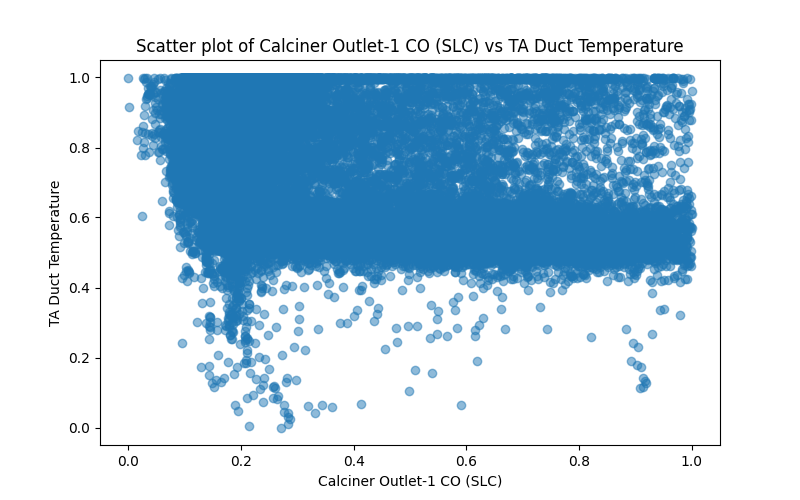 Scatter plot of Calciner Outlet-1 CO (SLC) vs TA Duct Temperature
1.0
0.8
0.6
0.4
0.2
0.0
TA Duct Temperature
0.0 0.2 0.4 0.6 0.8 1.0
Calciner Outlet-1 CO (SLC)